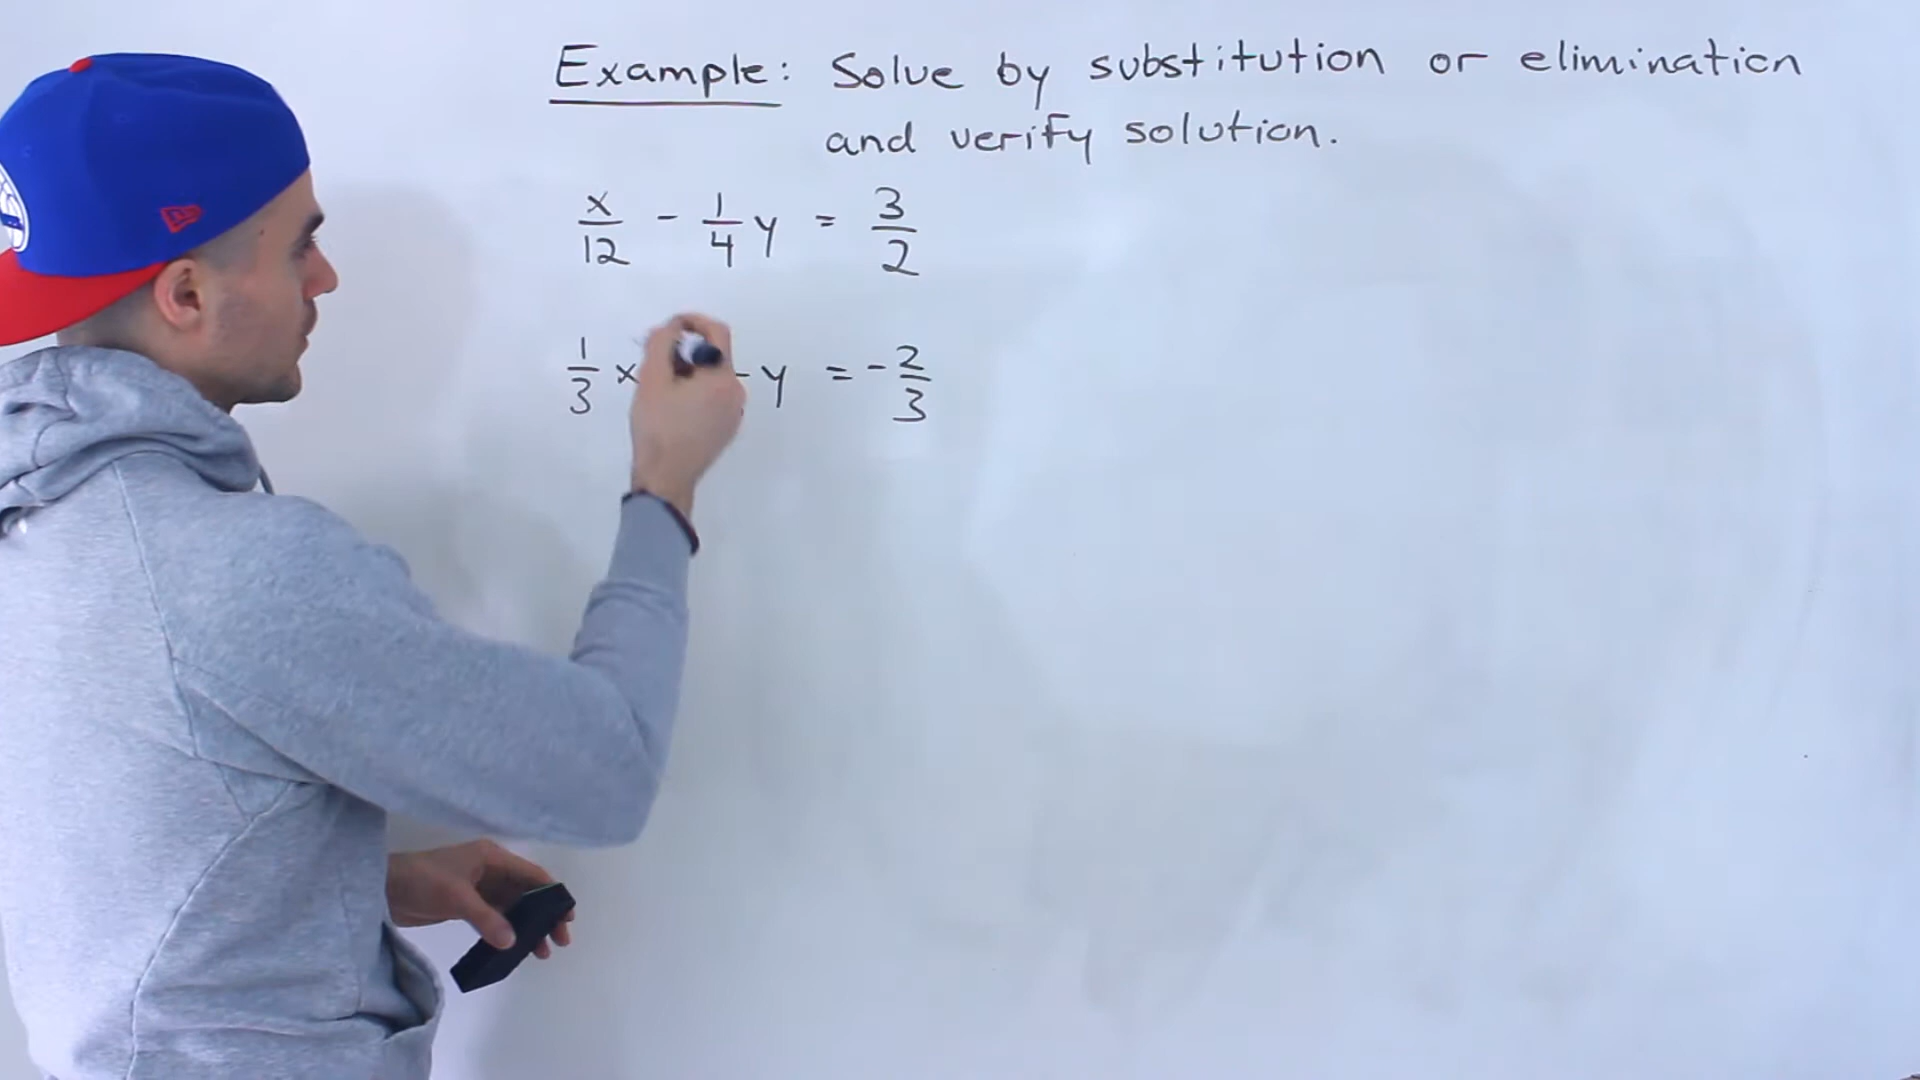 Example: Solve by substitution or elimination
and verify solution.
x/12 - 1/4 y = 3/2
1/3 x y = -2/3